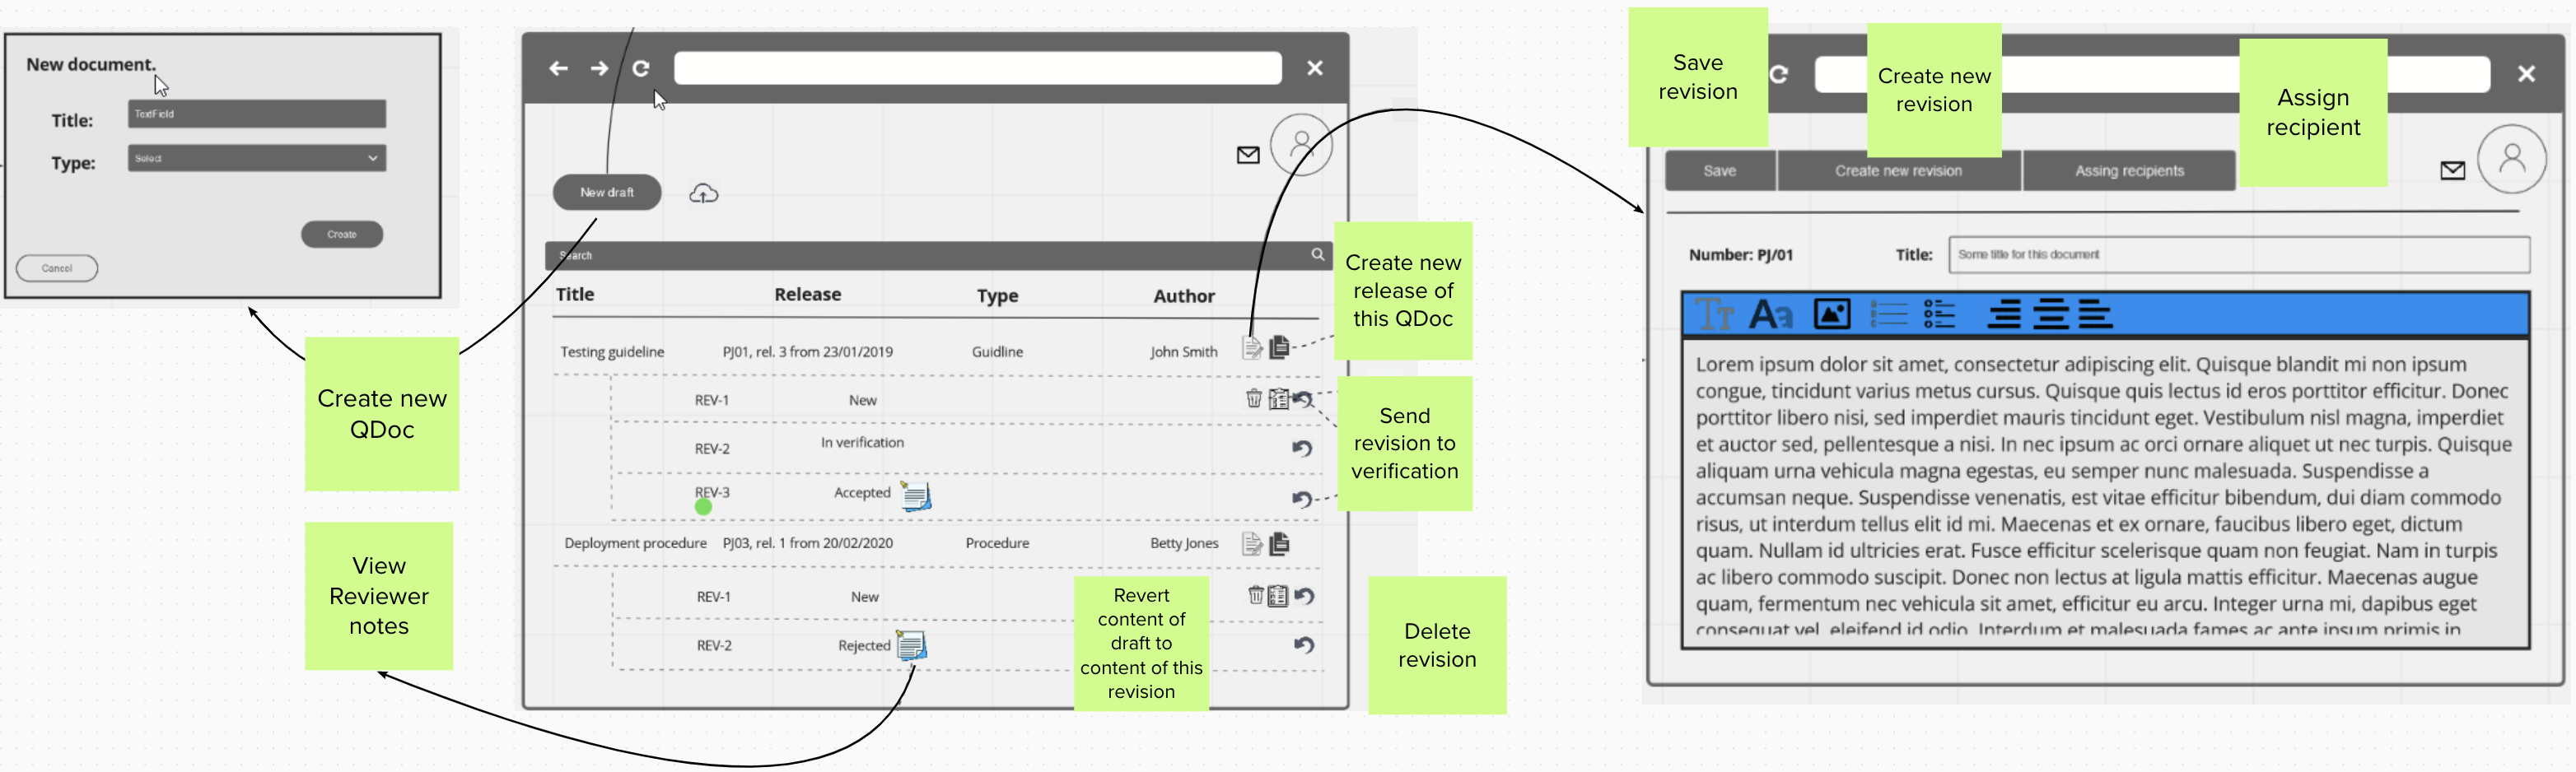 New document.
Title:
TextField
Type:
Select
Create
Cancel
Create new
QDoc
View
Reviewer
notes
New draft
Search
Title Release Type Author
Testing guideline PJ01, rel. 3 from 23/01/2019 Guidline John Smith
REV-1 New
REV-2 In verification
REV-3 Accepted
Deployment procedure PJ03, rel. 1 from 20/02/2020 Procedure Betty Jones
REV-1 New
REV-2 Rejected
Create new
release of
this QDoc
Send
revision to
verification
Revert
content of
draft to
content of this
revision
Delete
revision
Save
revision
Create new
revision
Assign
recipient
Save Create new revision Assing recipients
Number: PJ/01 Title: Some title for this document
Tt Aa
Lorem ipsum dolor sit amet, consectetur adipiscing elit. Quisque blandit mi non ipsum
congue, tincidunt varius metus cursus. Quisque quis lectus id eros porttitor efficitur. Donec
porttitor libero nisi, sed imperdiet mauris tincidunt eget. Vestibulum nisl magna, imperdiet
et auctor sed, pellentesque a nisi. In nec ipsum ac orci ornare aliquet ut nec turpis. Quisque
aliquam urna vehicula magna egestas, eu semper nunc malesuada. Suspendisse a
accumsan neque. Suspendisse venenatis, est vitae efficitur bibendum, dui diam commodo
risus, ut interdum tellus elit id mi. Maecenas et ex ornare, faucibus libero eget, dictum
quam. Nullam id ultricies erat. Fusce efficitur scelerisque quam non feugiat. Nam in turpis
ac libero commodo suscipit. Donec non lectus at ligula mattis efficitur. Maecenas augue
quam, fermentum nec vehicula sit amet, efficitur eu arcu. Integer urna mi, dapibus eget
consequat vel, eleifend id odio. Interdum et malesuada fames ac ante ipsum primis in